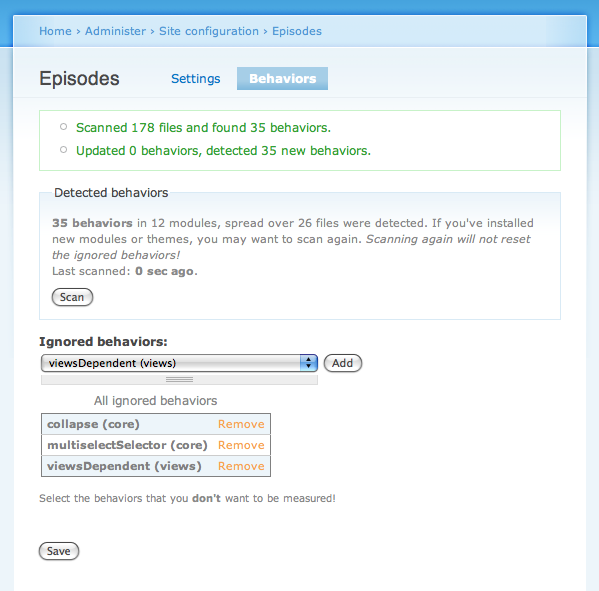 Home › Administer › Site configuration › Episodes
Episodes
Settings
Behaviors
Scanned 178 files and found 35 behaviors.
Updated 0 behaviors, detected 35 new behaviors.
Detected behaviors
35 behaviors in 12 modules, spread over 26 files were detected. If you've installed
new modules or themes, you may want to scan again. Scanning again will not reset
the ignored behaviors!
Last scanned: 0 sec ago.
Scan
Ignored behaviors:
viewsDependent (views)
Add
All ignored behaviors
collapse (core) Remove
multiselectSelector (core) Remove
viewsDependent (views) Remove
Select the behaviors that you don't want to be measured!
Save